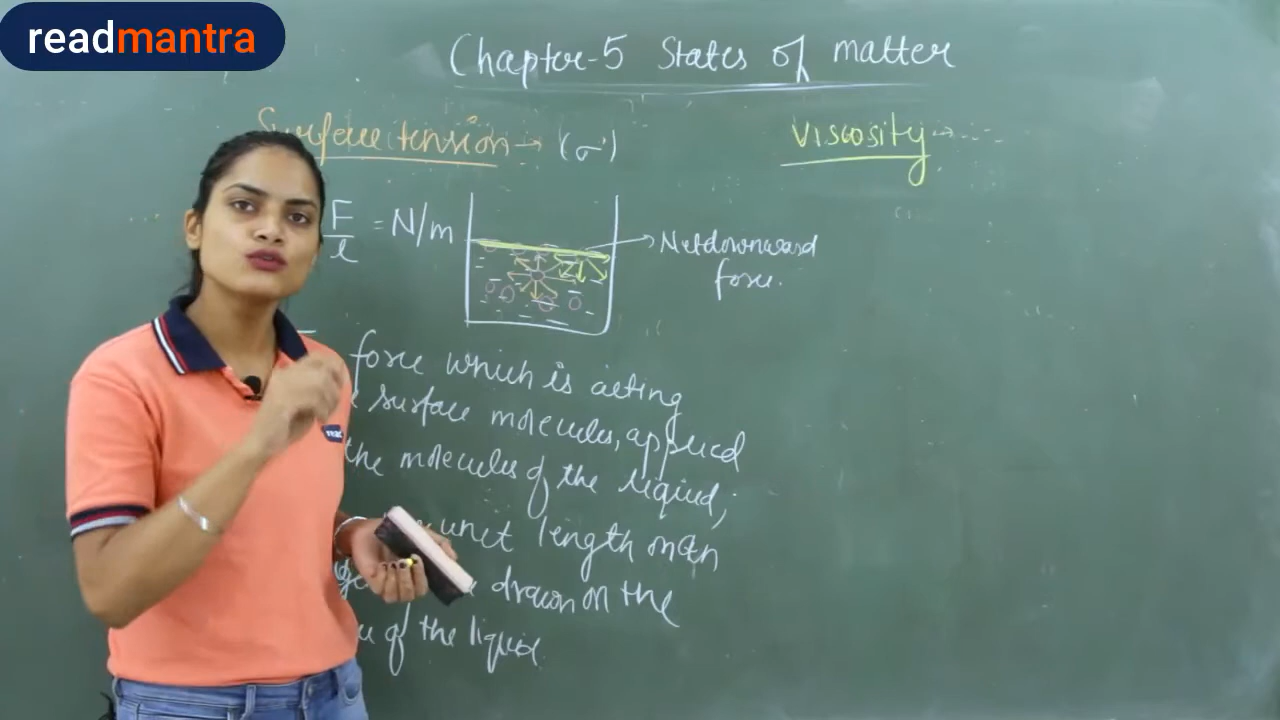 readmantra
Chapter-5 States of matter
Surface tension → (σ)
Viscosity →
F/l = N/m
Net downward
force.
force which is acting
surface molecules, applied
the molecules of the liquid;
unit length on an
drawn on the
of the liquid.